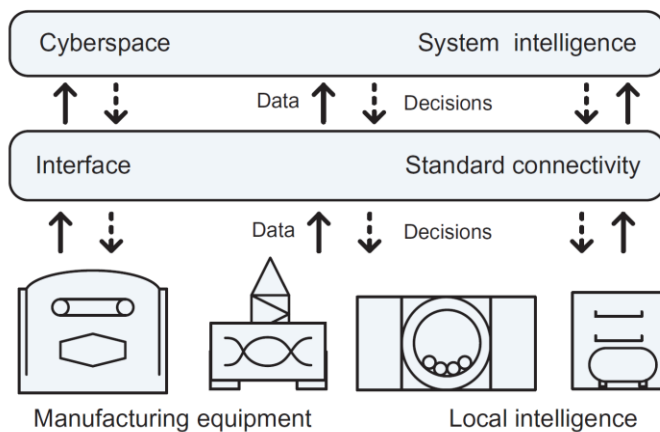 Cyberspace System intelligence
Data Decisions
Interface Standard connectivity
Data Decisions
Manufacturing equipment Local intelligence